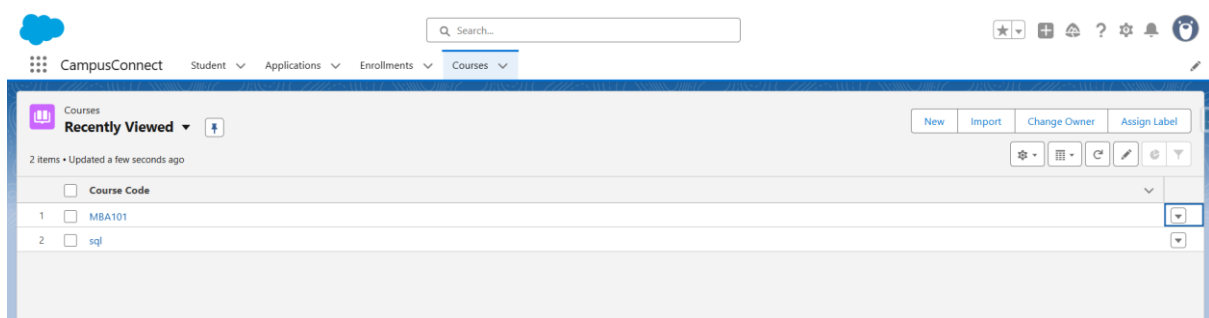 Search...
CampusConnect Student Applications Enrollments Courses
Courses
Recently Viewed
New Import Change Owner Assign Label
2 items • Updated a few seconds ago
Course Code
1 MBA101
2 sql